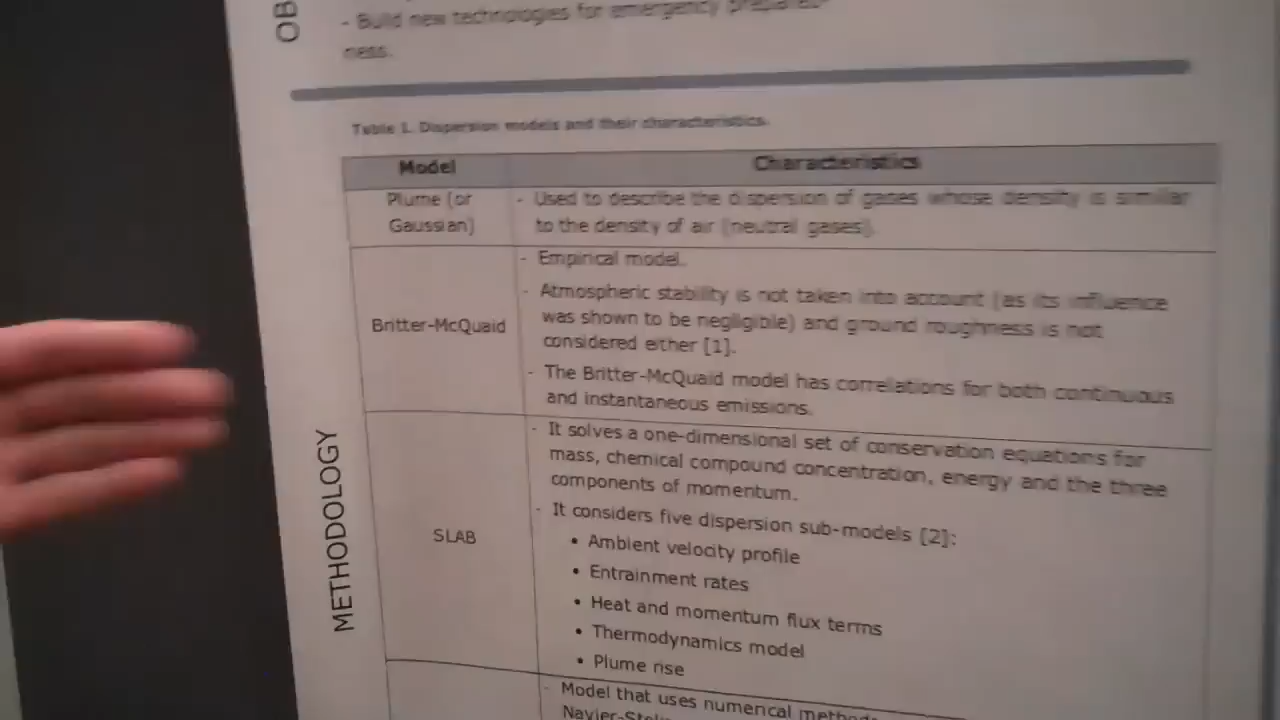 OB
- Build new technologies for emergency prepared-
ness.
Table 1. Dispersion models and their characteristics.
Model Characteristics
Plume (or
Gaussian)
- Used to describe the dispersion of gases whose density is similar
to the density of air (neutral gases).
Britter-McQuaid
- Empirical model.
- Atmospheric stability is not taken into account (as its influence
was shown to be negligible) and ground roughness is not
considered either [1].
- The Britter-McQuaid model has correlations for both continuous
and instantaneous emissions.
METHODOLOGY
SLAB
- It solves a one-dimensional set of conservation equations for
mass, chemical compound concentration, energy and the three
components of momentum.
- It considers five dispersion sub-models [2]:
• Ambient velocity profile
• Entrainment rates
• Heat and momentum flux terms
• Thermodynamics model
• Plume rise
- Model that uses numerical methods